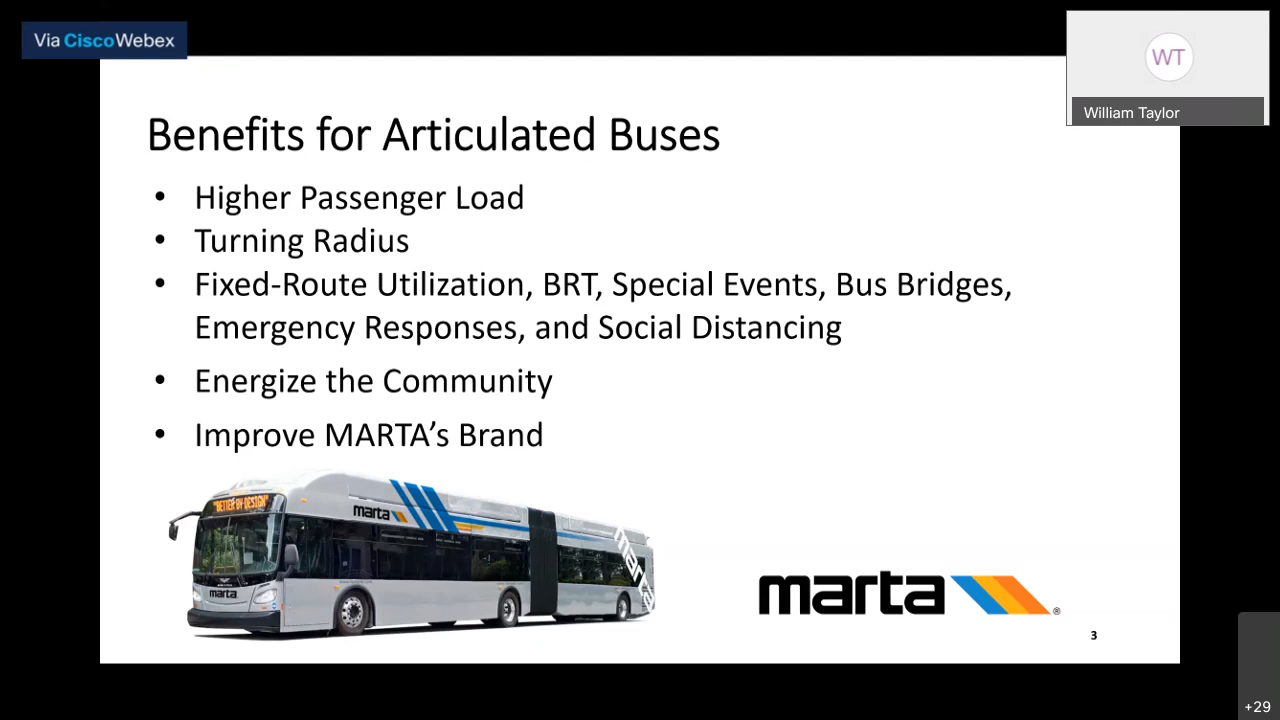 Via CiscoWebex
WT
William Taylor
Benefits for Articulated Buses
• Higher Passenger Load
• Turning Radius
• Fixed-Route Utilization, BRT, Special Events, Bus Bridges,
Emergency Responses, and Social Distancing
• Energize the Community
• Improve MARTA’s Brand
"BETTER BY DESIGN"
marta
marta
marta
marta ®
3
+29